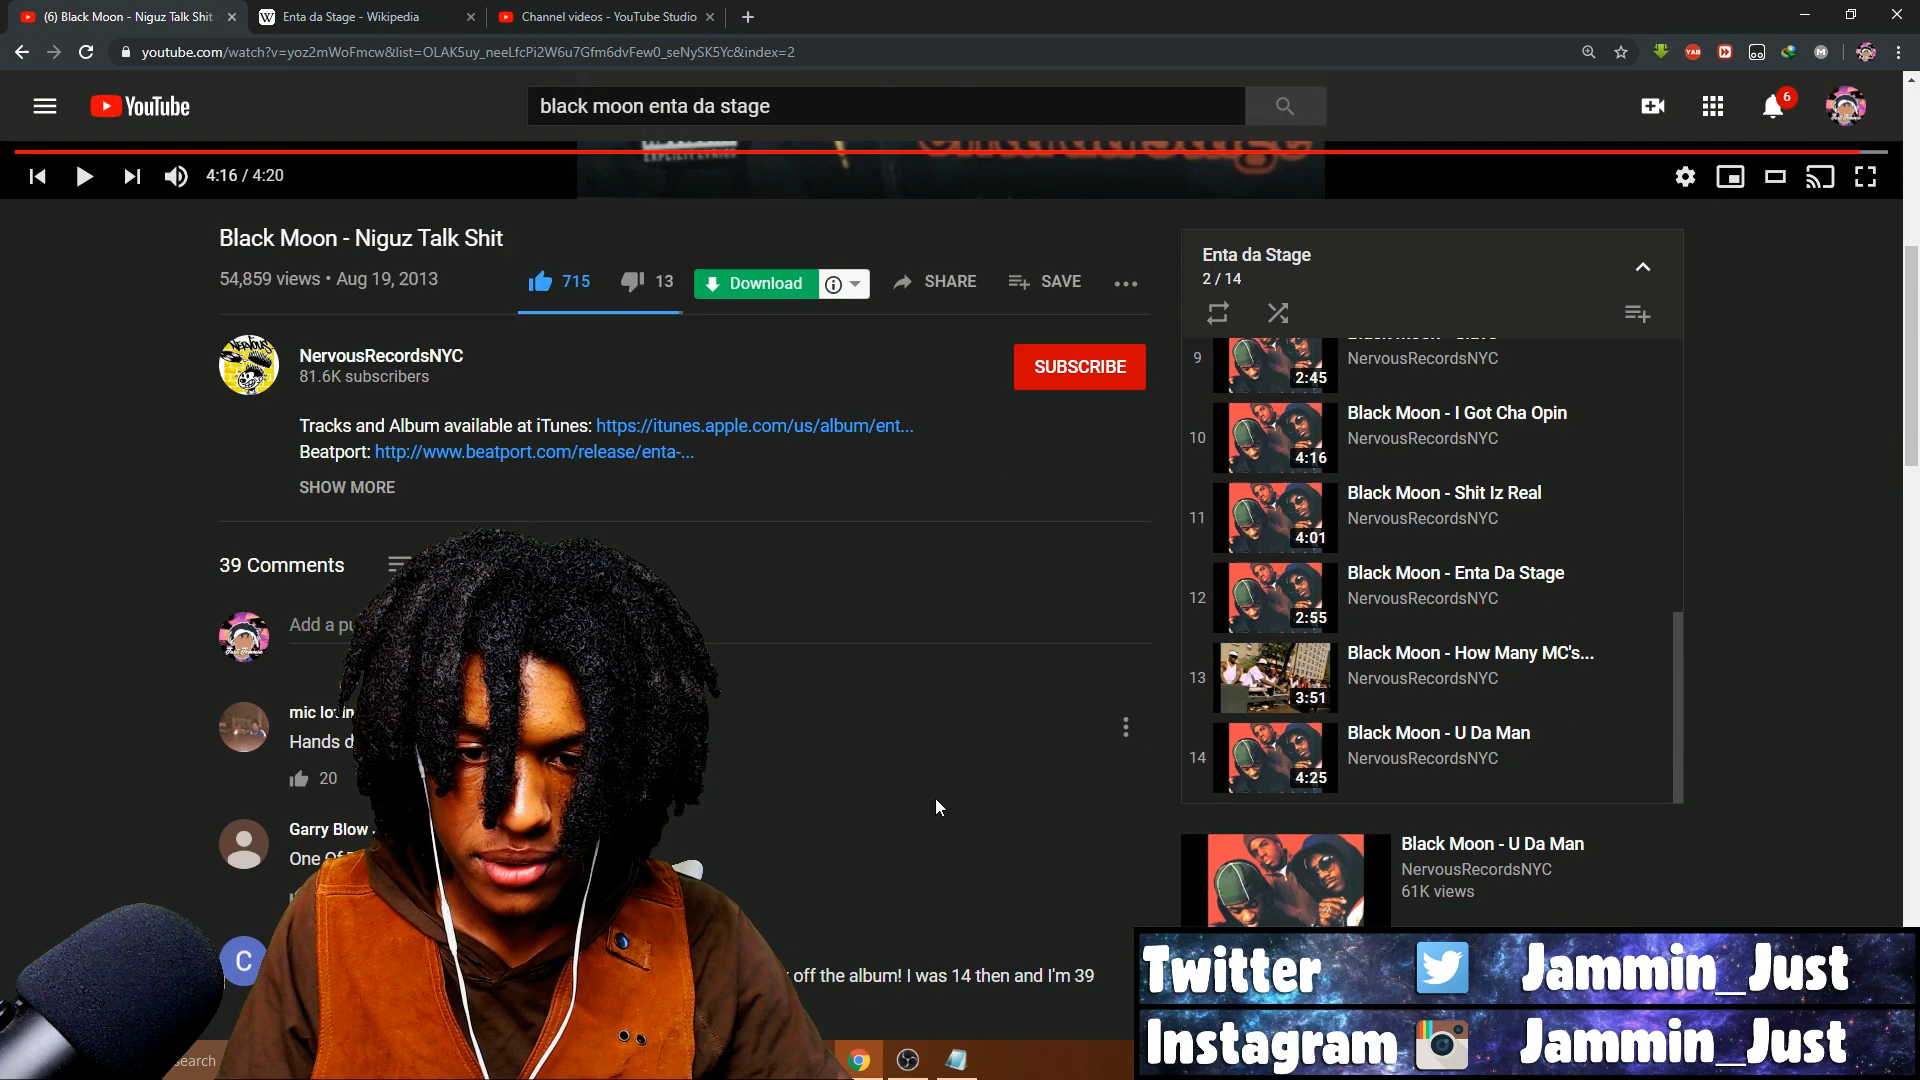 (6) Black Moon - Niguz Talk Shit
Enta da Stage - Wikipedia
Channel videos - YouTube Studio
youtube.com/watch?v=yoz2mWoFmcw&list=OLAK5uy_neeLfcPi2W6u7Gfm6dvFew0_seNySK5Yc&index=2
YouTube
black moon enta da stage
6
4:16 / 4:20
Black Moon - Niguz Talk Shit
54,859 views • Aug 19, 2013
715
13
Download
SHARE
SAVE
NervousRecordsNYC
81.6K subscribers
SUBSCRIBE
Tracks and Album available at iTunes: https://itunes.apple.com/us/album/ent...
Beatport: http://www.beatport.com/release/enta-...
SHOW MORE
39 Comments
Add a pu
mic
Hands d
20
Garry Blow
One
C
off the album! I was 14 then and I'm 39
earch
Enta da Stage
2 / 14
9
2:45
NervousRecordsNYC
10
4:16
Black Moon - I Got Cha Opin
NervousRecordsNYC
11
4:01
Black Moon - Shit Iz Real
NervousRecordsNYC
12
2:55
Black Moon - Enta Da Stage
NervousRecordsNYC
13
3:51
Black Moon - How Many MC's...
NervousRecordsNYC
14
4:25
Black Moon - U Da Man
NervousRecordsNYC
Black Moon - U Da Man
NervousRecordsNYC
61K views
Twitter Jammin_Just
Instagram Jammin_Just